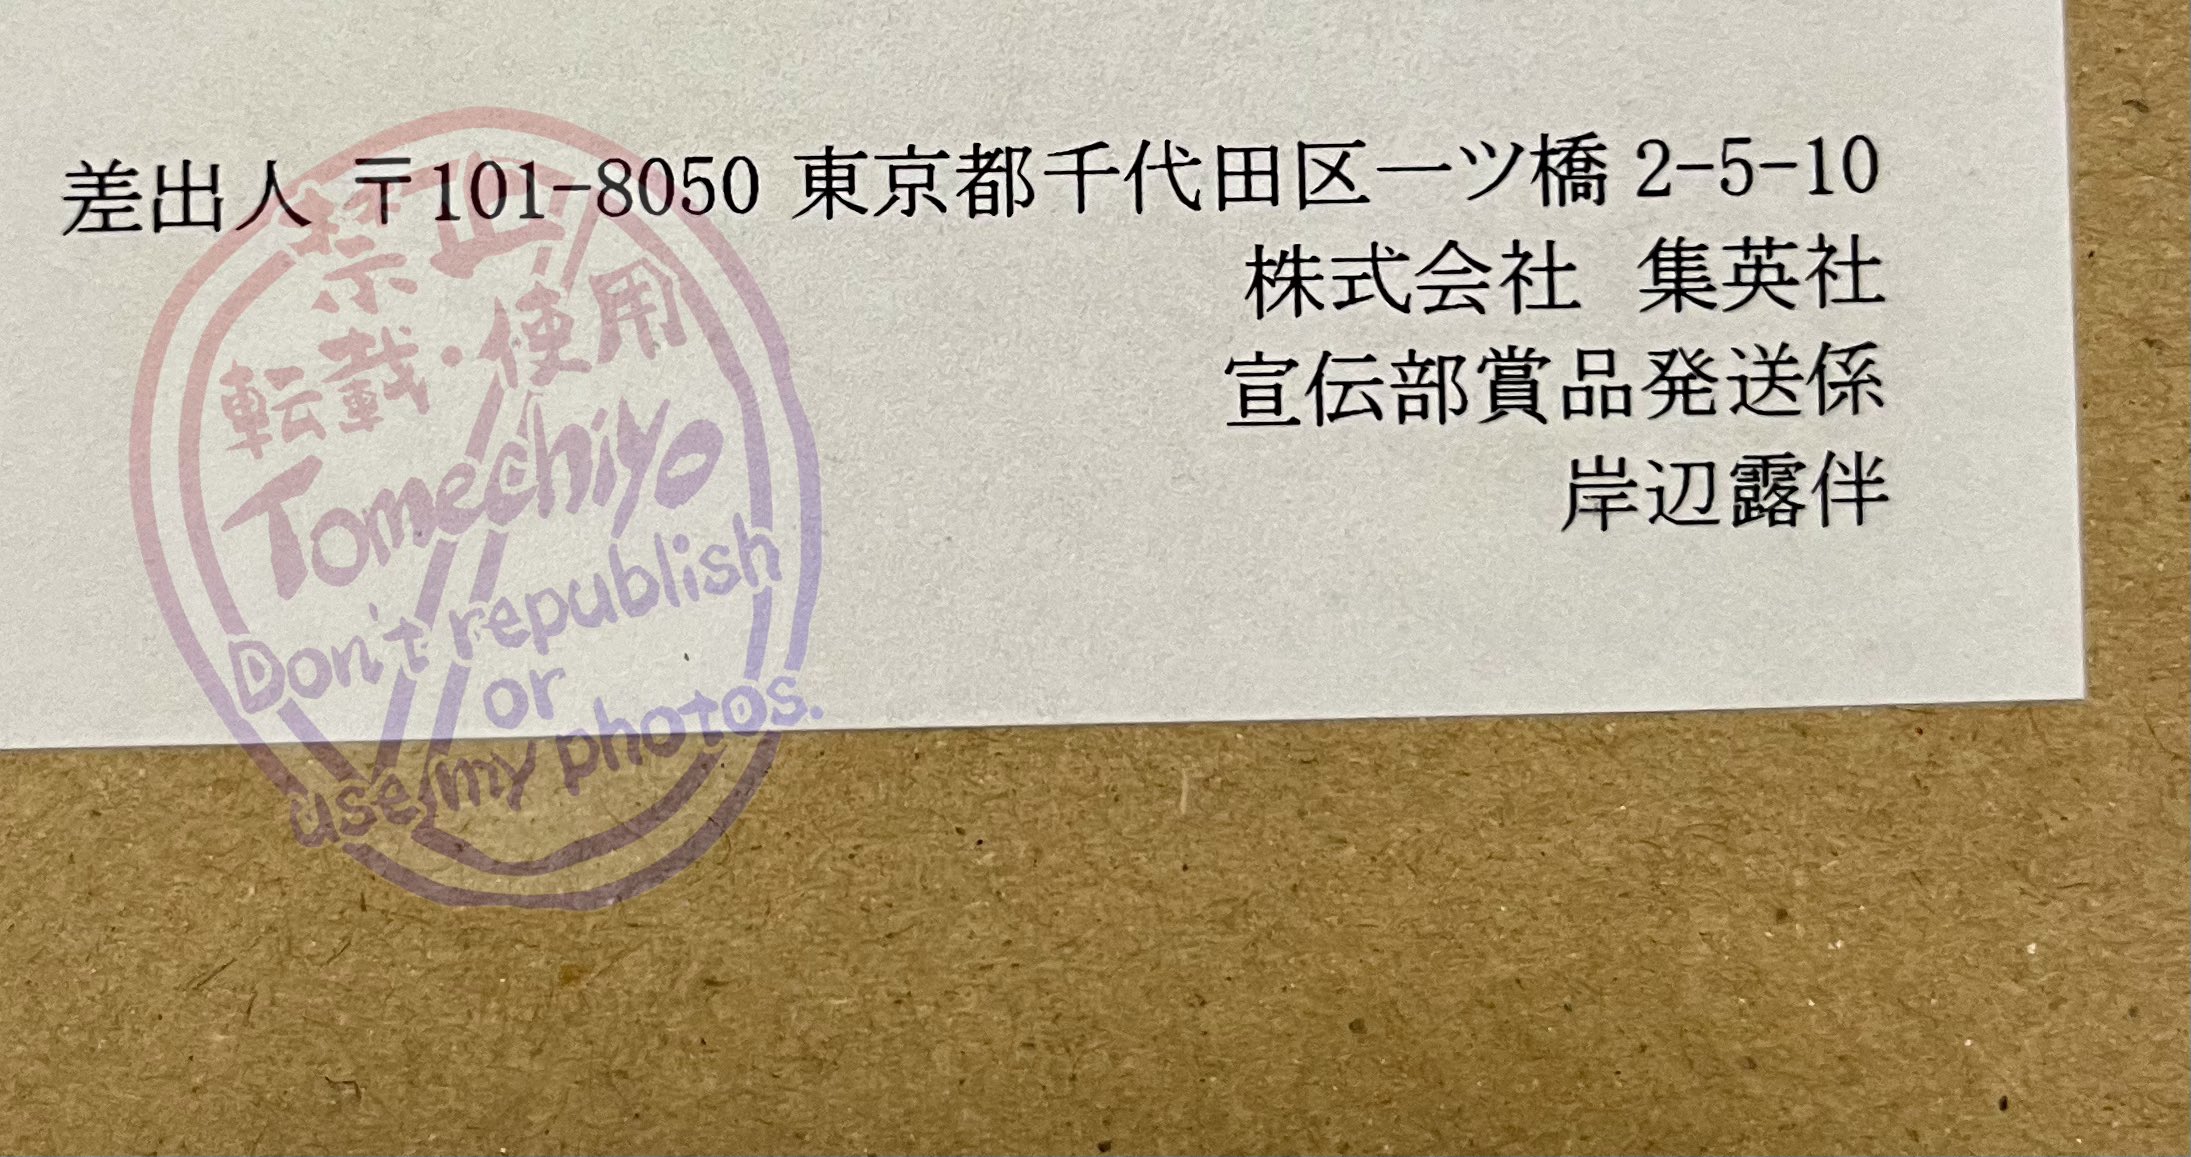 差出人 〒101-8050 東京都千代田区一ツ橋 2-5-10
株式会社 集英社
宣伝部賞品発送係
岸辺露伴
禁止
転載・使用
Tomechiyo
Don't republish
or
use my photos.